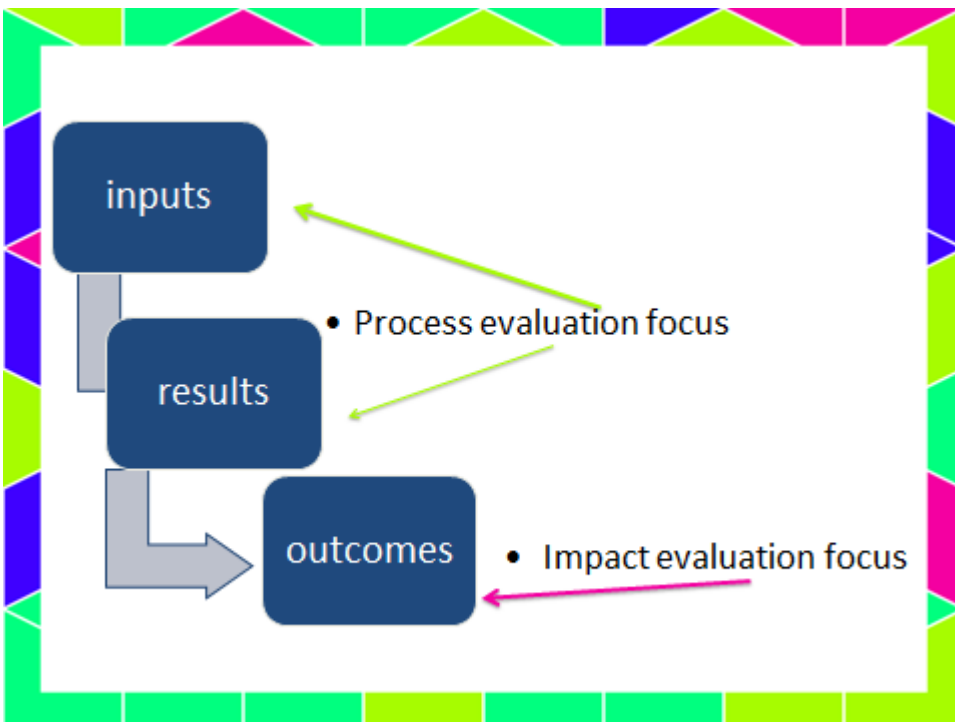 inputs
• Process evaluation focus
results
outcomes
• Impact evaluation focus